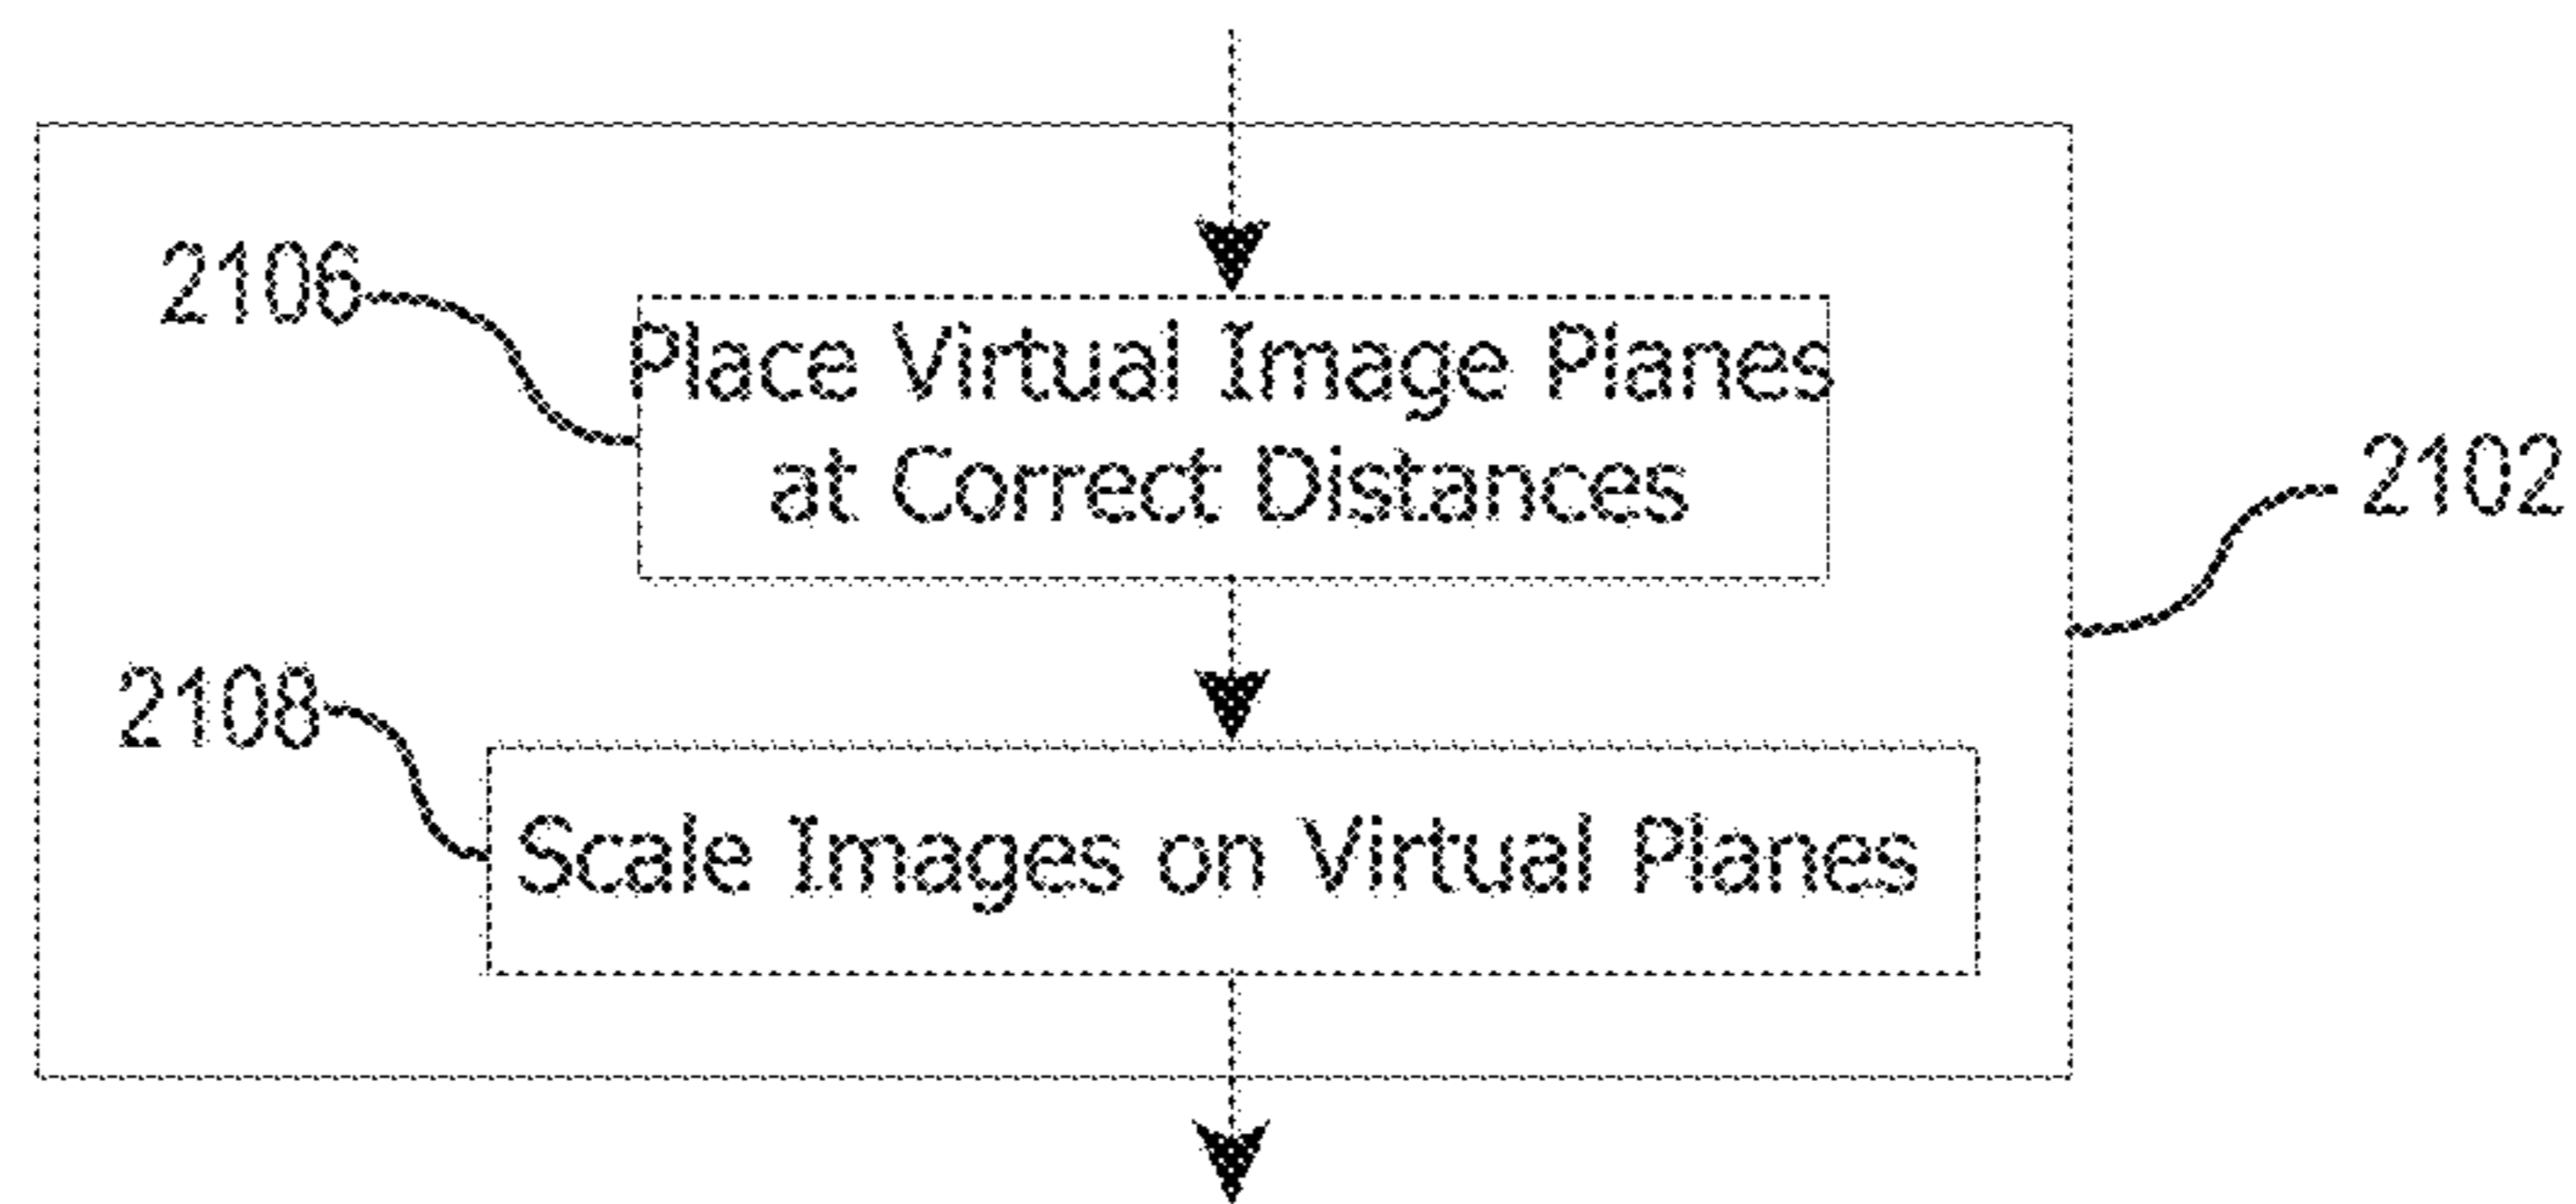 2106
Place Virtual Image Planes
at Correct Distances
2102
2108
Scale Images on Virtual Planes